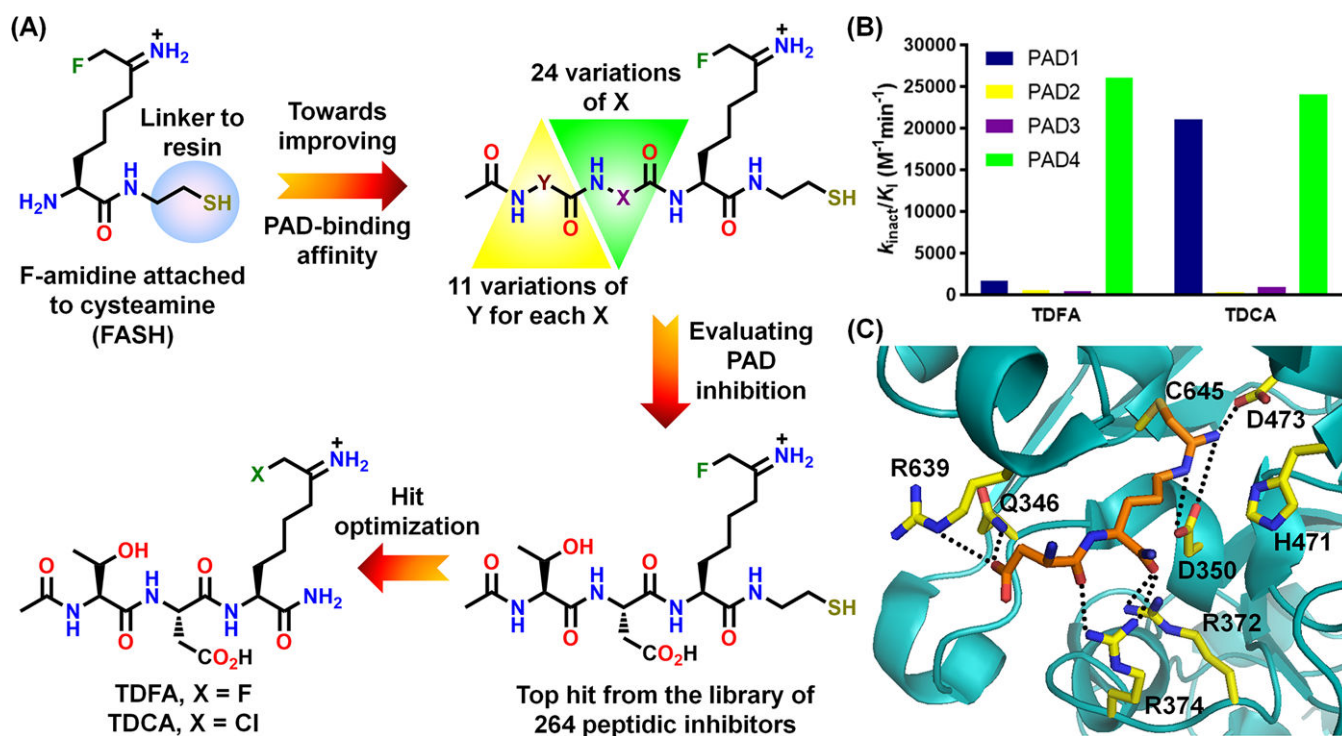 (A)
F
+
NH2
H2N
O
H
N
SH
Linker to
resin
F-amidine attached
to cysteamine
(FASH)
Towards
improving
PAD-binding
affinity
24 variations
of X
F
+
NH2
O
N
H
Y
O
H
N
X
O
N
H
O
H
N
SH
11 variations of
Y for each X
Evaluating
PAD
inhibition
F
+
NH2
OH
O
N
H
O
H
N
CO2H
O
N
H
O
H
N
SH
Top hit from the library of
264 peptidic inhibitors
Hit
optimization
X
+
NH2
OH
O
N
H
O
H
N
CO2H
O
N
H
O
NH2
TDFA, X = F
TDCA, X = Cl
(B)
kinact/KI (M-1min-1)
30000
25000
20000
15000
10000
5000
0
PAD1
PAD2
PAD3
PAD4
TDFA
TDCA
(C)
C645
D473
R639
Q346
H471
D350
R372
R374